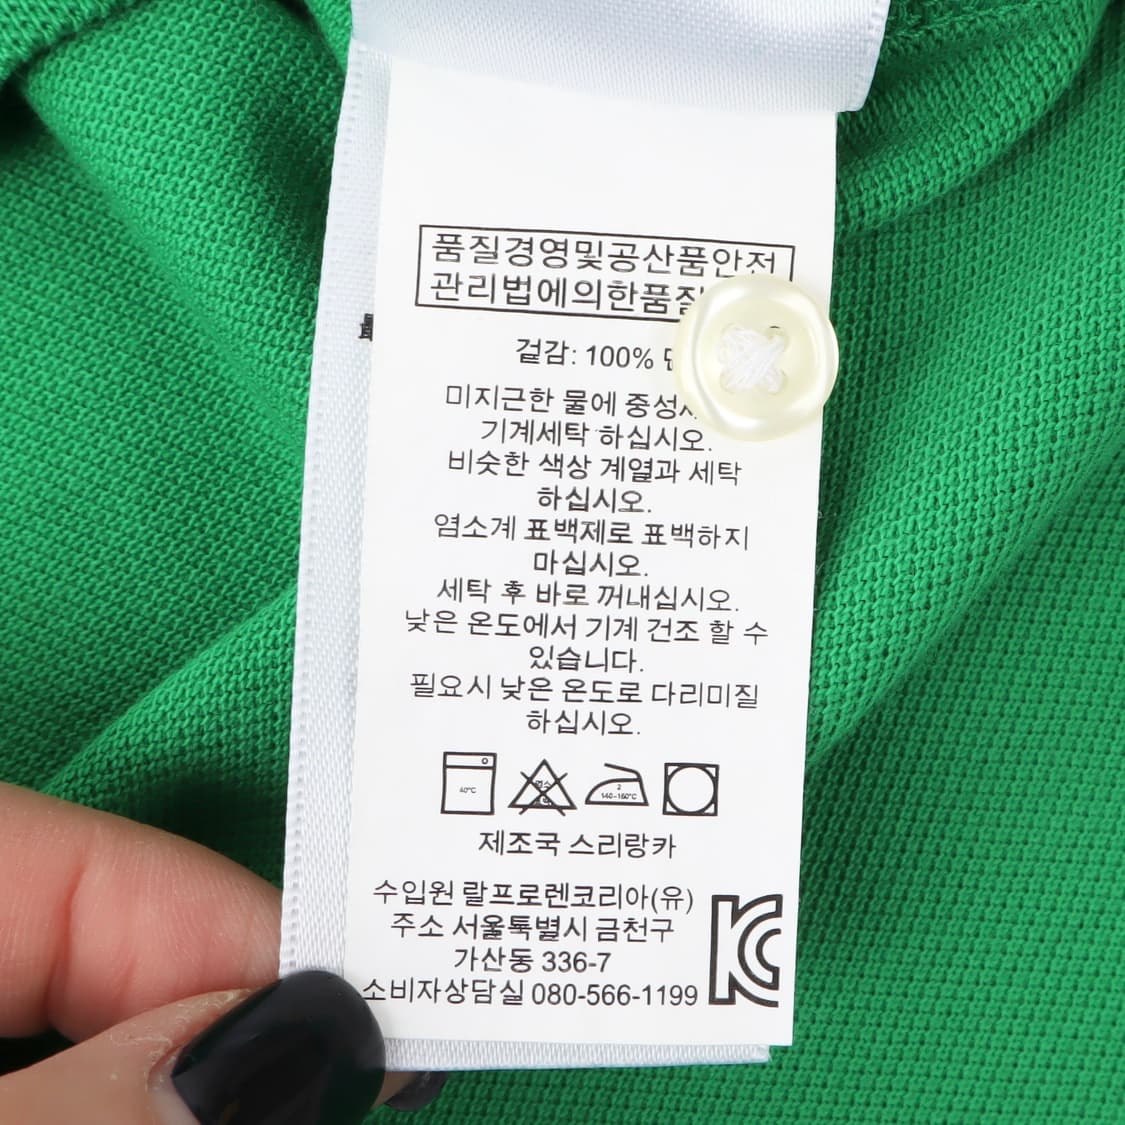 품질경영및공산품안전
관리법에의한품질
겉감: 100%
미지근한 물에 중성
기계세탁 하십시오.
비슷한 색상 계열과 세탁
하십시오.
염소계 표백제로 표백하지
마십시오.
세탁 후 바로 꺼내십시오.
낮은 온도에서 기계 건조 할 수
있습니다.
필요시 낮은 온도로 다리미질
하십시오.
40°C
염소
표백
2
140~160°C
제조국 스리랑카
수입원 랄프로렌코리아(유)
주소 서울특별시 금천구
가산동 336-7
소비자상담실 080-566-1199